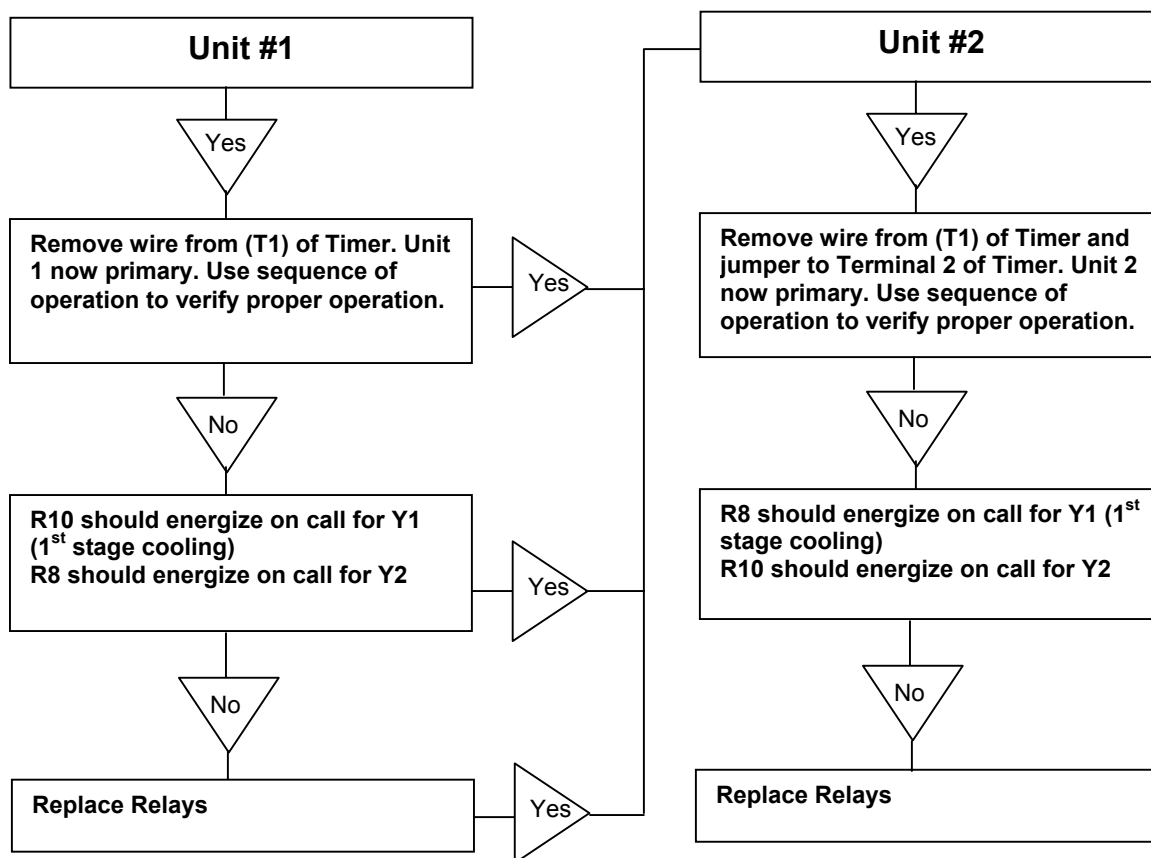 Unit #1
Yes
Remove wire from (T1) of Timer. Unit
1 now primary. Use sequence of
operation to verify proper operation.
Yes
No
R10 should energize on call for Y1
(1st stage cooling)
R8 should energize on call for Y2
Yes
No
Replace Relays
Yes
Unit #2
Yes
Remove wire from (T1) of Timer and
jumper to Terminal 2 of Timer. Unit 2
now primary. Use sequence of
operation to verify proper operation.
No
R8 should energize on call for Y1 (1st
stage cooling)
R10 should energize on call for Y2
No
Replace Relays